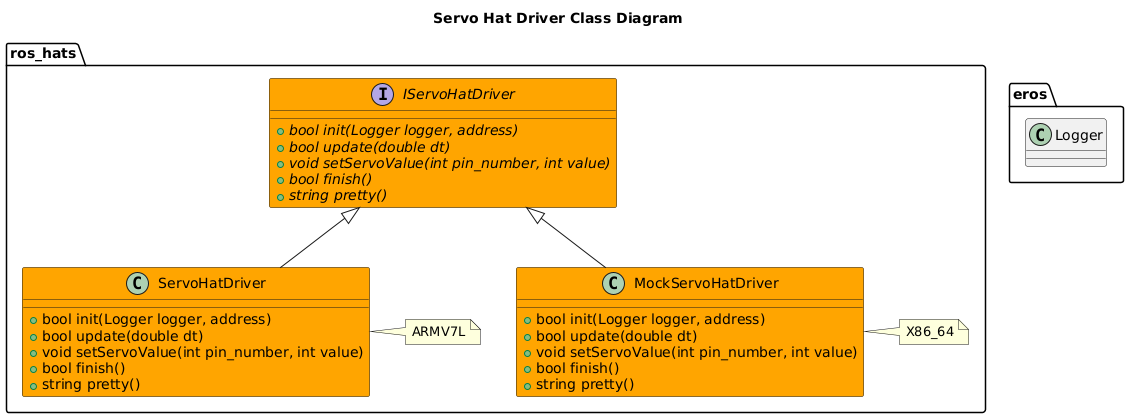 Servo Hat Driver Class Diagram
ros_hats
I IServoHatDriver
bool init(Logger logger, address)
bool update(double dt)
void setServoValue(int pin_number, int value)
bool finish()
string pretty()
eros
C Logger
C ServoHatDriver
bool init(Logger logger, address)
bool update(double dt)
void setServoValue(int pin_number, int value)
bool finish()
string pretty()
ARMV7L
C MockServoHatDriver
bool init(Logger logger, address)
bool update(double dt)
void setServoValue(int pin_number, int value)
bool finish()
string pretty()
X86_64